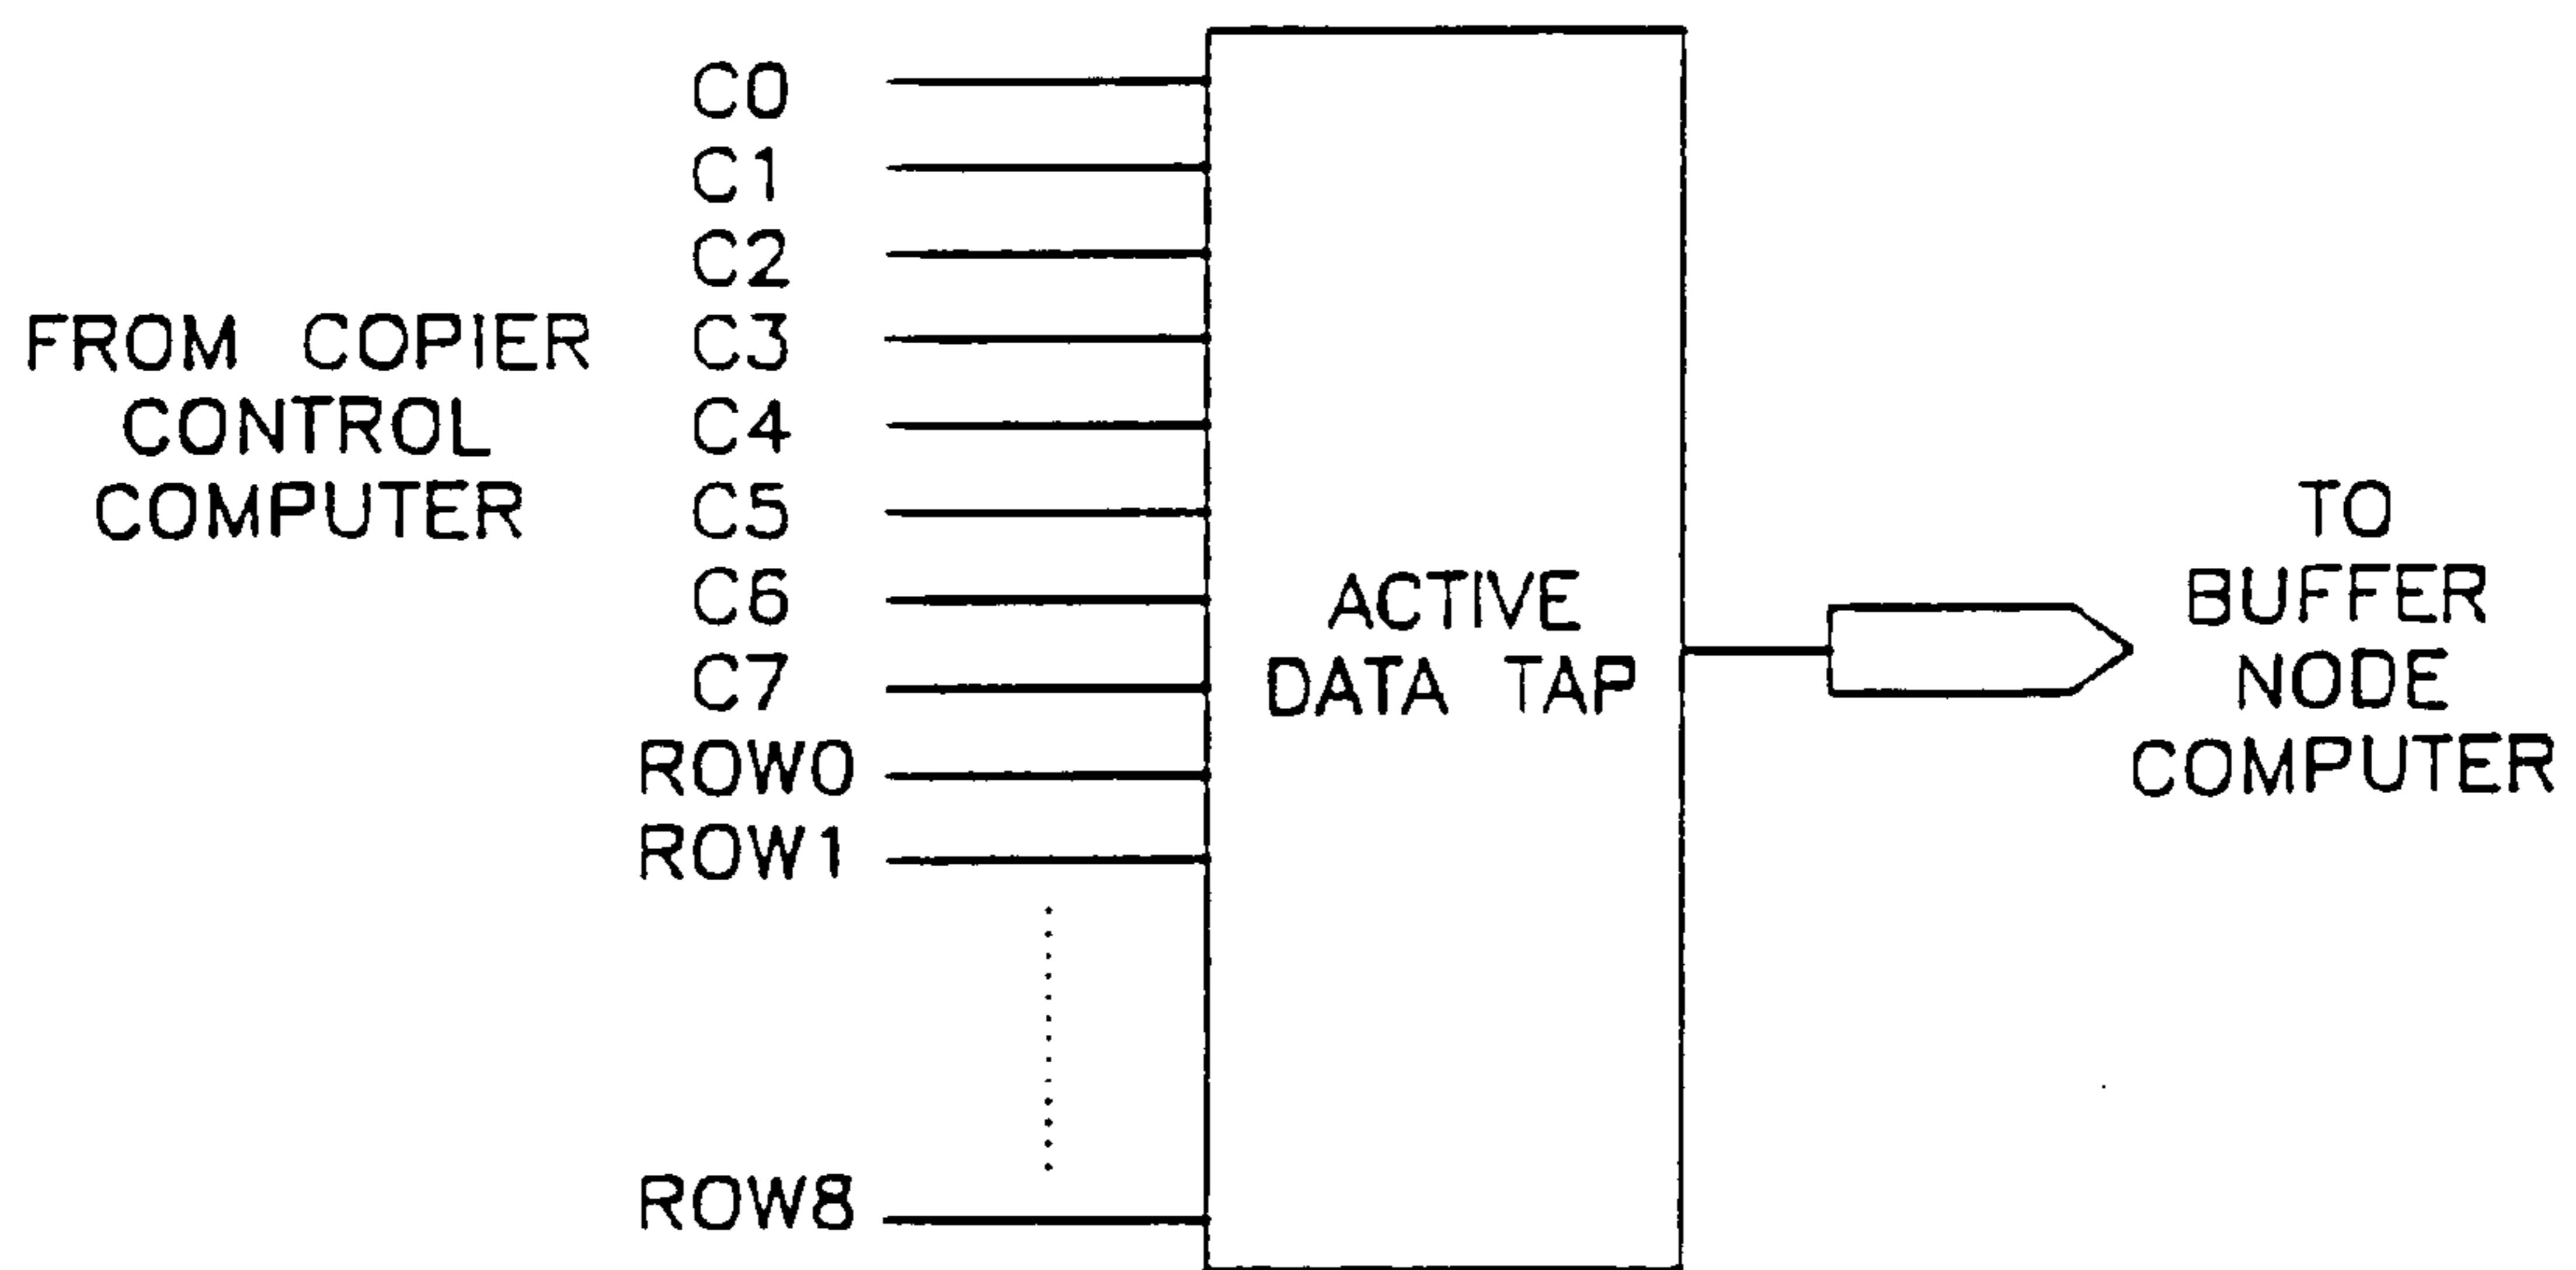 FROM COPIER
CONTROL
COMPUTER
C0
C1
C2
C3
C4
C5
C6
C7
ROW0
ROW1
ROW8
ACTIVE
DATA TAP
TO
BUFFER
NODE
COMPUTER